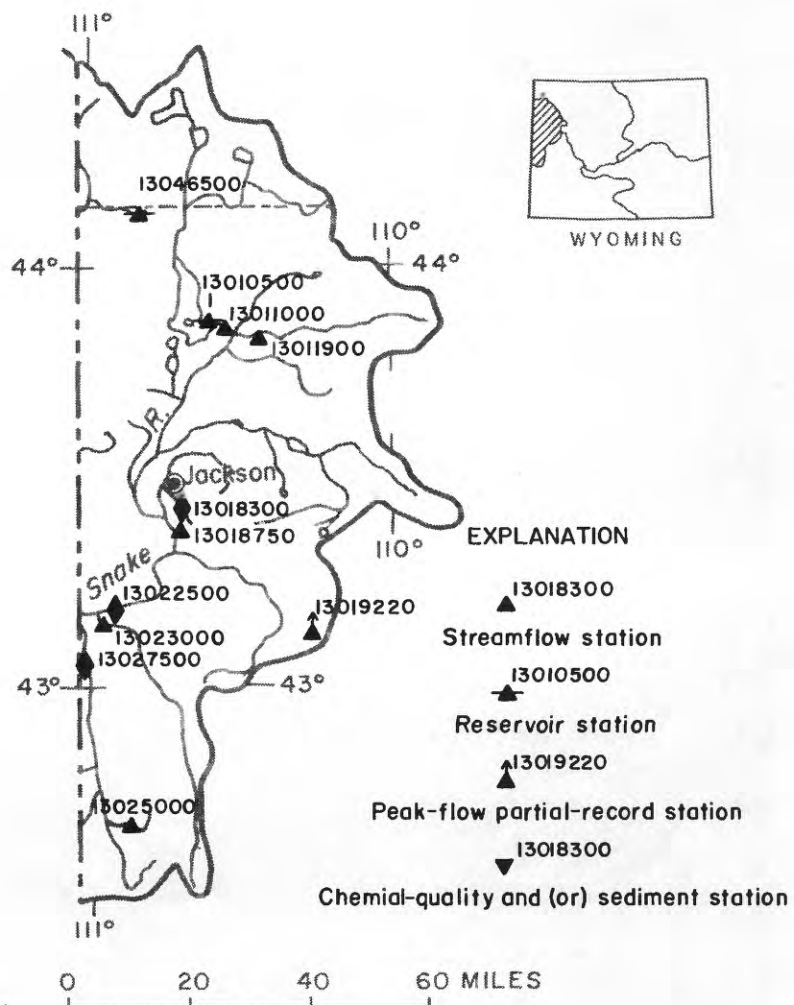 111°
13046500
WYOMING
110°
44°
44°
13010500
13011000
13011900
R.
Jackson
13018300
13018750
110°
EXPLANATION
13018300
Streamflow station
13010500
Reservoir station
13019220
Peak-flow partial-record station
13018300
Chemial-quality and (or) sediment station
Snake
13022500
13019220
13023000
13027500
43°
43°
13025000
111°
0 20 40 60 MILES